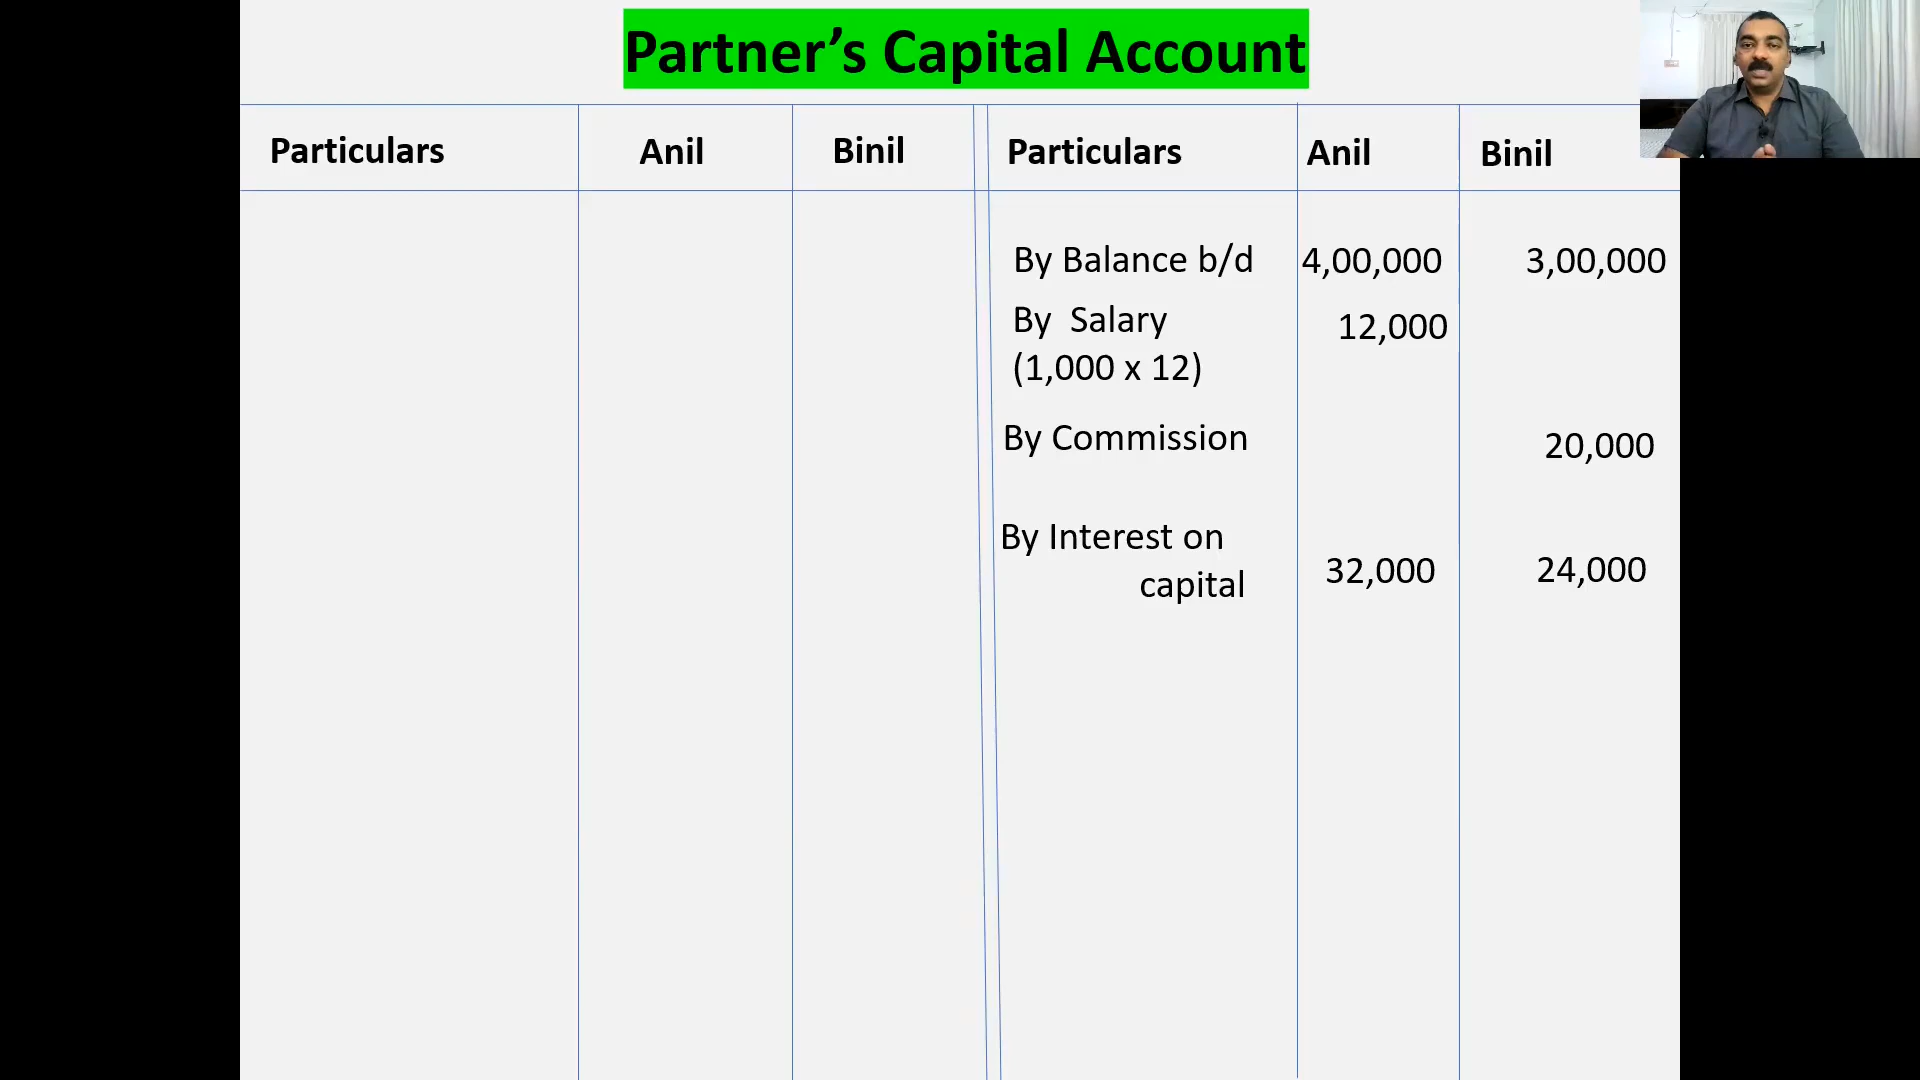 Partner’s Capital Account
Particulars Anil Binil Particulars Anil Binil
By Balance b/d 4,00,000 3,00,000
By Salary 12,000
(1,000 x 12)
By Commission 20,000
By Interest on
capital 32,000 24,000